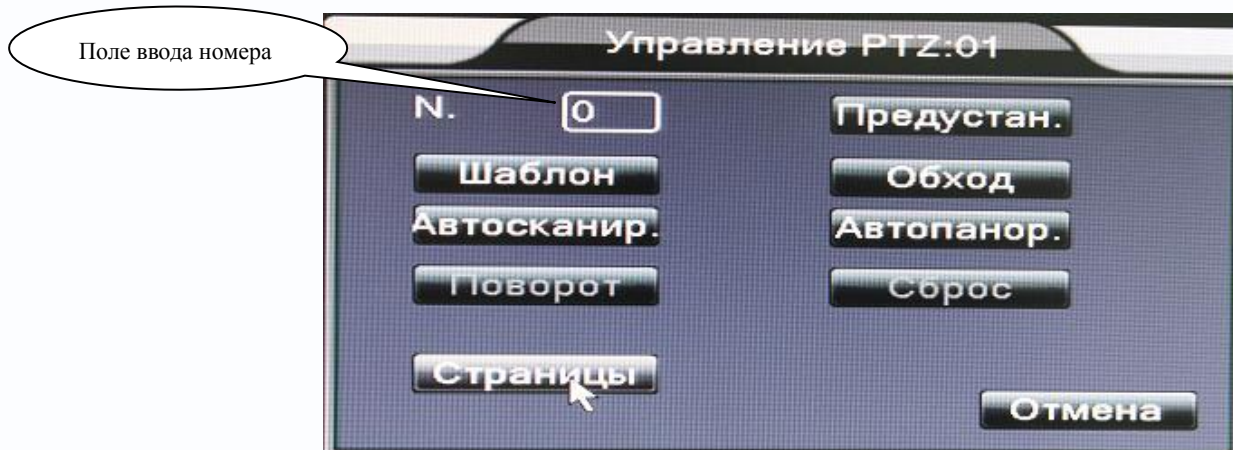 Поле ввода номера
Управление PTZ:01
N. 0 Предустан.
Шаблон Обход
Автосканир. Автопанор.
Поворот Сброс
Страницы
Отмена